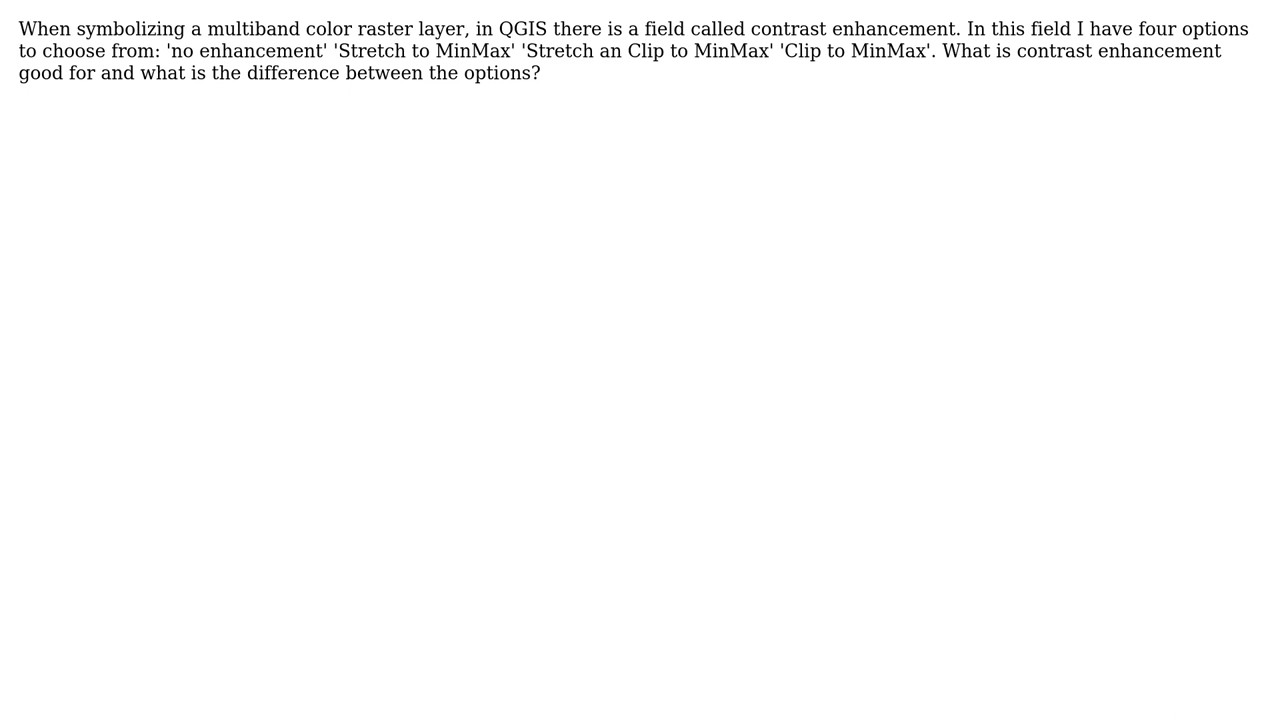 When symbolizing a multiband color raster layer, in QGIS there is a field called contrast enhancement. In this field I have four options
to choose from: 'no enhancement' 'Stretch to MinMax' 'Stretch an Clip to MinMax' 'Clip to MinMax'. What is contrast enhancement
good for and what is the difference between the options?